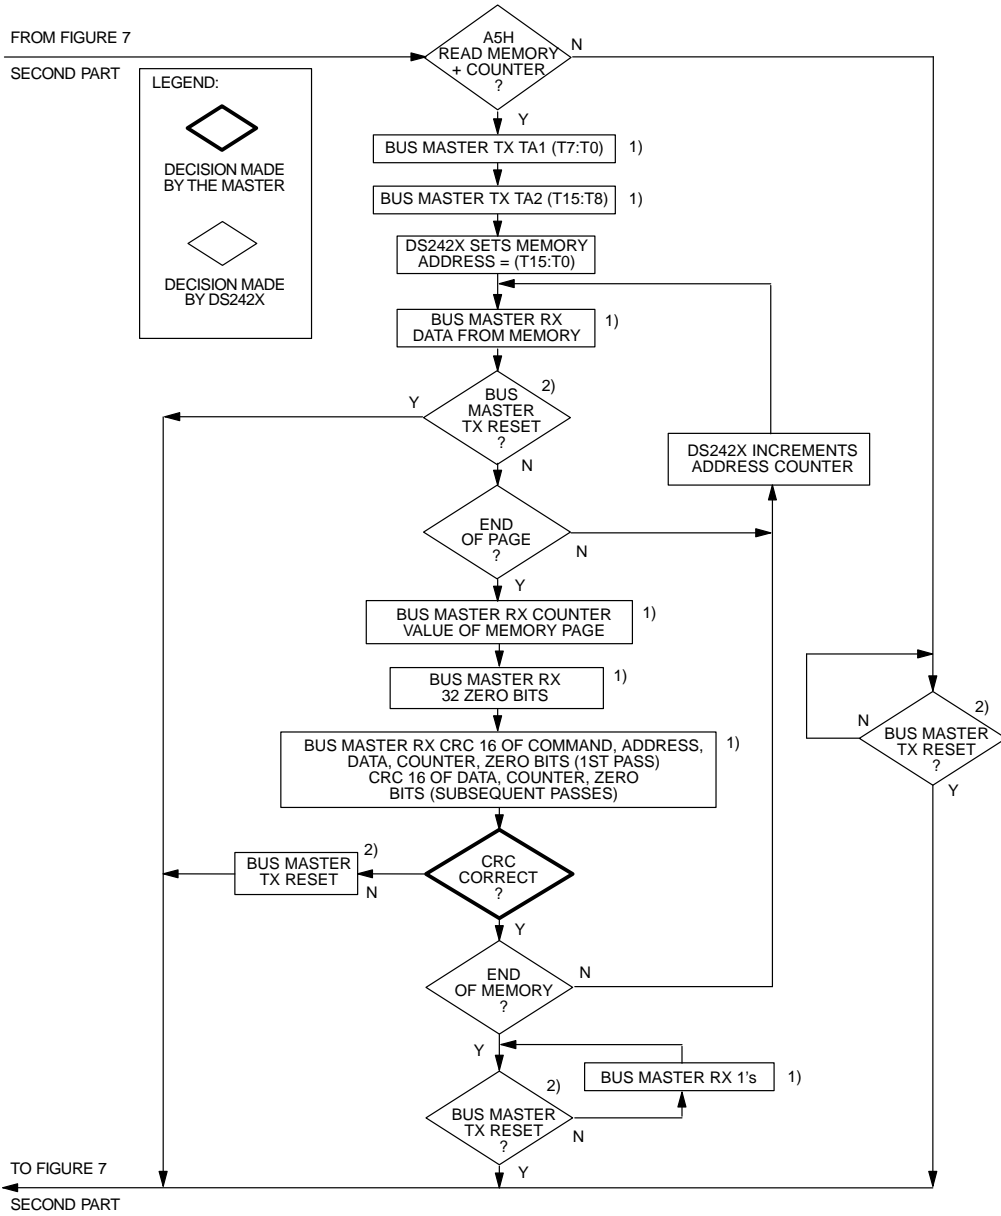 FROM FIGURE 7
SECOND PART
LEGEND:
DECISION MADE
BY THE MASTER
DECISION MADE
BY DS242X
A5H
READ MEMORY
+ COUNTER
?
N
Y
BUS MASTER TX TA1 (T7:T0)
1)
BUS MASTER TX TA2 (T15:T8)
1)
DS242X SETS MEMORY
ADDRESS = (T15:T0)
BUS MASTER RX
DATA FROM MEMORY
1)
2)
BUS
MASTER
TX RESET
?
Y
N
DS242X INCREMENTS
ADDRESS COUNTER
END
OF PAGE
?
N
Y
BUS MASTER RX COUNTER
VALUE OF MEMORY PAGE
1)
BUS MASTER RX
32 ZERO BITS
1)
2)
BUS MASTER
TX RESET
?
N
Y
BUS MASTER RX CRC 16 OF COMMAND, ADDRESS,
DATA, COUNTER, ZERO BITS (1ST PASS)
CRC 16 OF DATA, COUNTER, ZERO
BITS (SUBSEQUENT PASSES)
1)
CRC
CORRECT
?
N
Y
2)
BUS MASTER
TX RESET
END
OF MEMORY
?
N
Y
BUS MASTER RX 1's
1)
2)
BUS MASTER
TX RESET
?
N
Y
TO FIGURE 7
SECOND PART